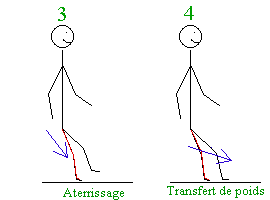 3
4
Aterrissage
Transfert de poids